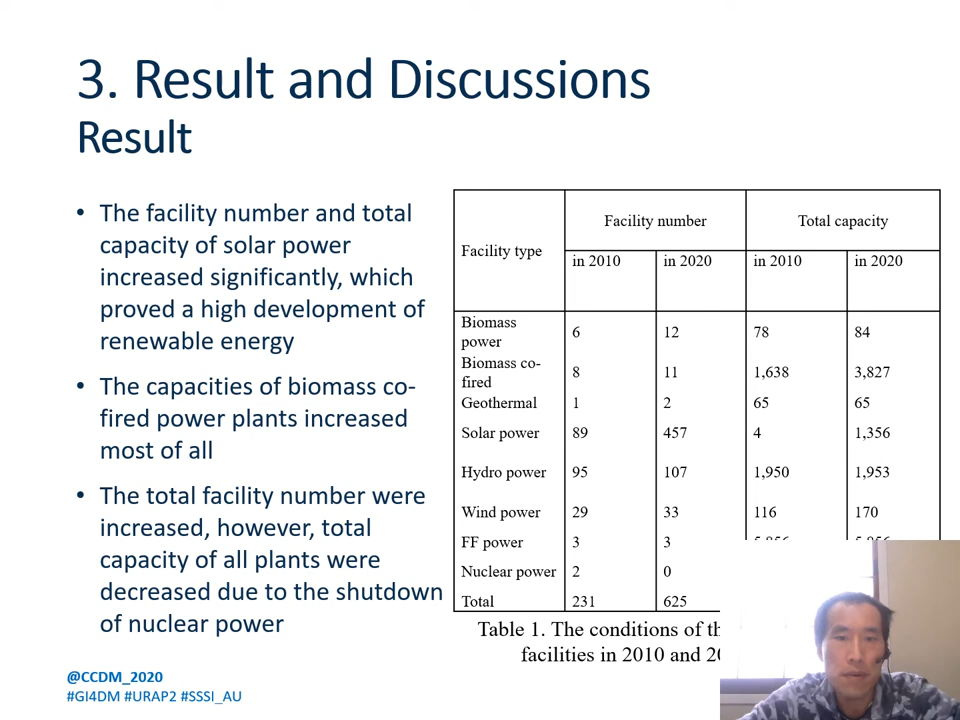 3. Result and Discussions
Result
• The facility number and total
capacity of solar power
increased significantly, which
proved a high development of
renewable energy
• The capacities of biomass co-
fired power plants increased
most of all
• The total facility number were
increased, however, total
capacity of all plants were
decreased due to the shutdown
of nuclear power
Facility type
Facility number
Total capacity
in 2010
in 2020
in 2010
in 2020
Biomass
power
6
12
78
84
Biomass co-
fired
8
11
1,638
3,827
Geothermal
1
2
65
65
Solar power
89
457
4
1,356
Hydro power
95
107
1,950
1,953
Wind power
29
33
116
170
FF power
3
3
Nuclear power
2
0
Total
231
625
Table 1. The conditions of
facilities in 2010 and
@CCDM_2020
#GI4DM #URAP2 #SSSI_AU